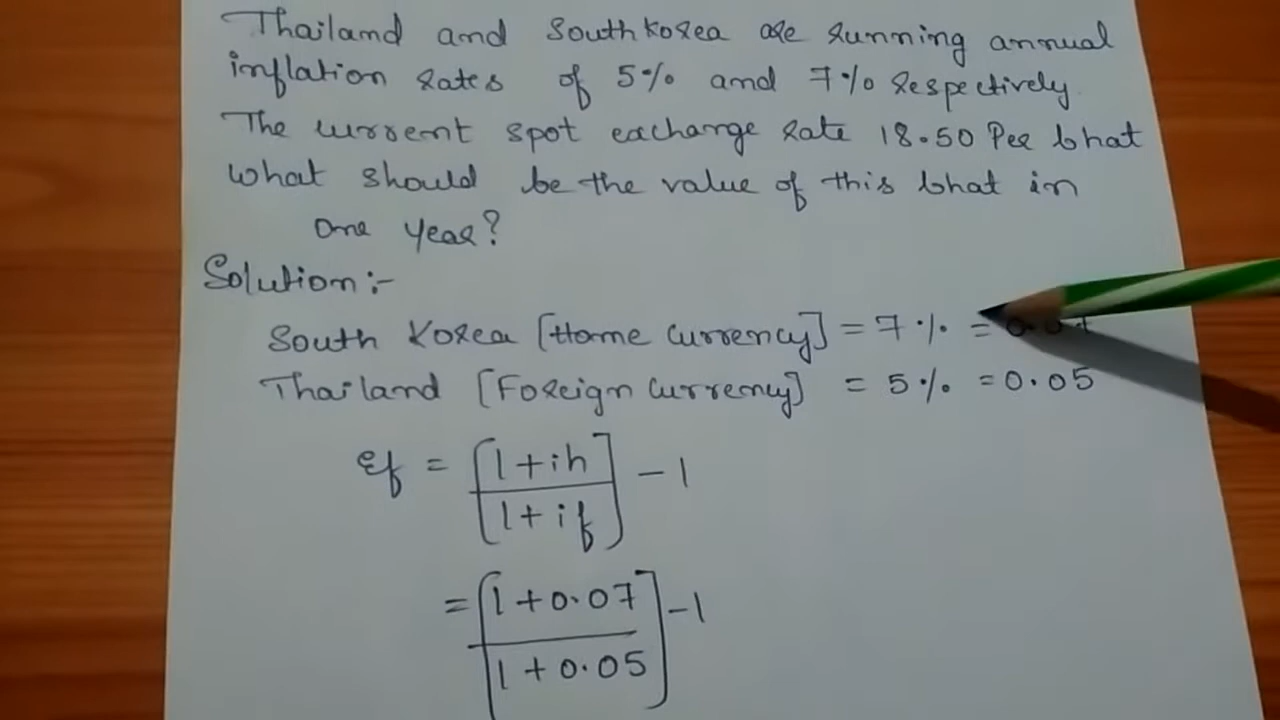 Thailand and South Korea are running annual
inflation rates of 5% and 7% respectively.
The current spot exchange rate 18.50 Per bhat
what should be the value of this bhat in
one year?
Solution :-
South Korea [Home Currency] = 7% = 0.07
Thailand [Foreign Currency] = 5% = 0.05
ef = [1+ih / 1+if] - 1
= [1+0.07 / 1+0.05] - 1